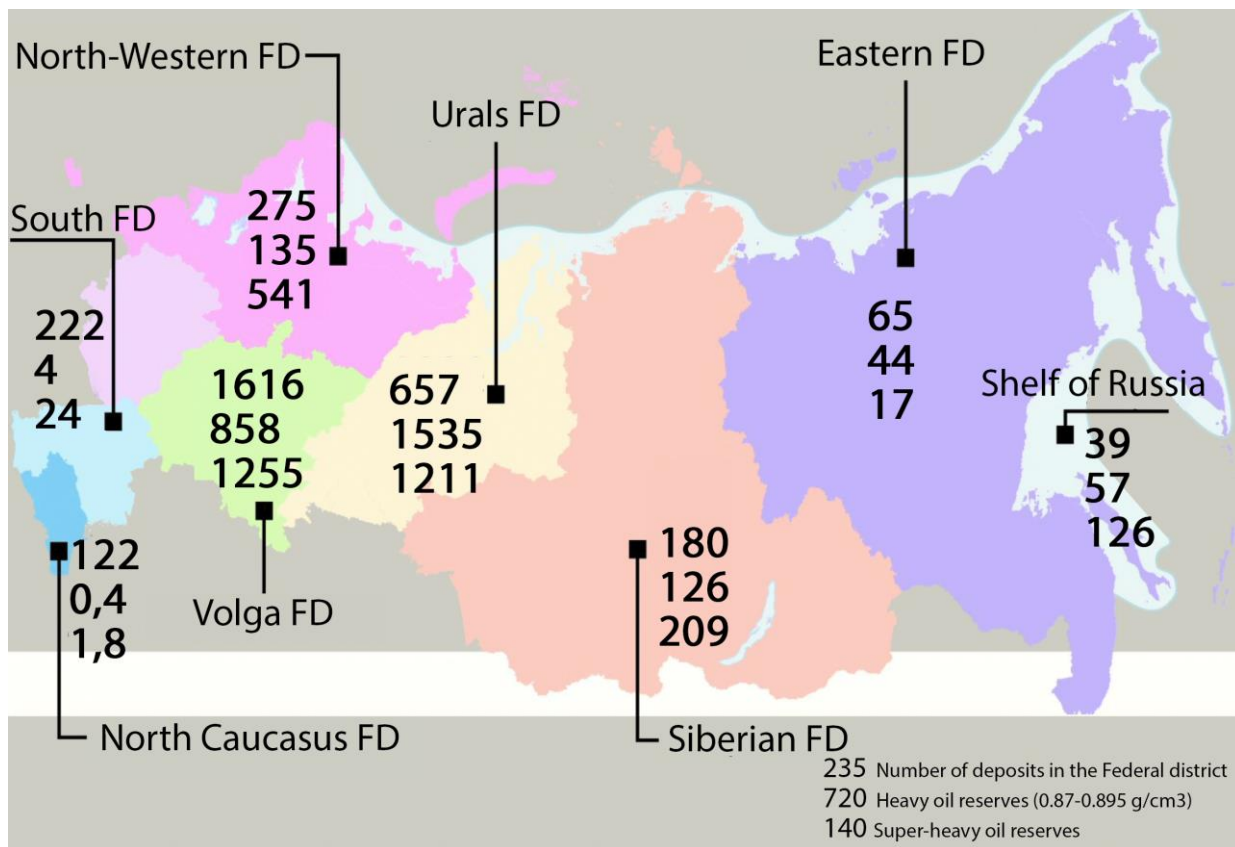 North-Western FD
Eastern FD
Urals FD
South FD
275
135
541
222
4
24
1616
858
1255
657
1535
1211
65
44
17
Shelf of Russia
39
57
126
122
0,4
1,8
Volga FD
180
126
209
North Caucasus FD
Siberian FD
235 Number of deposits in the Federal district
720 Heavy oil reserves (0.87-0.895 g/cm3)
140 Super-heavy oil reserves